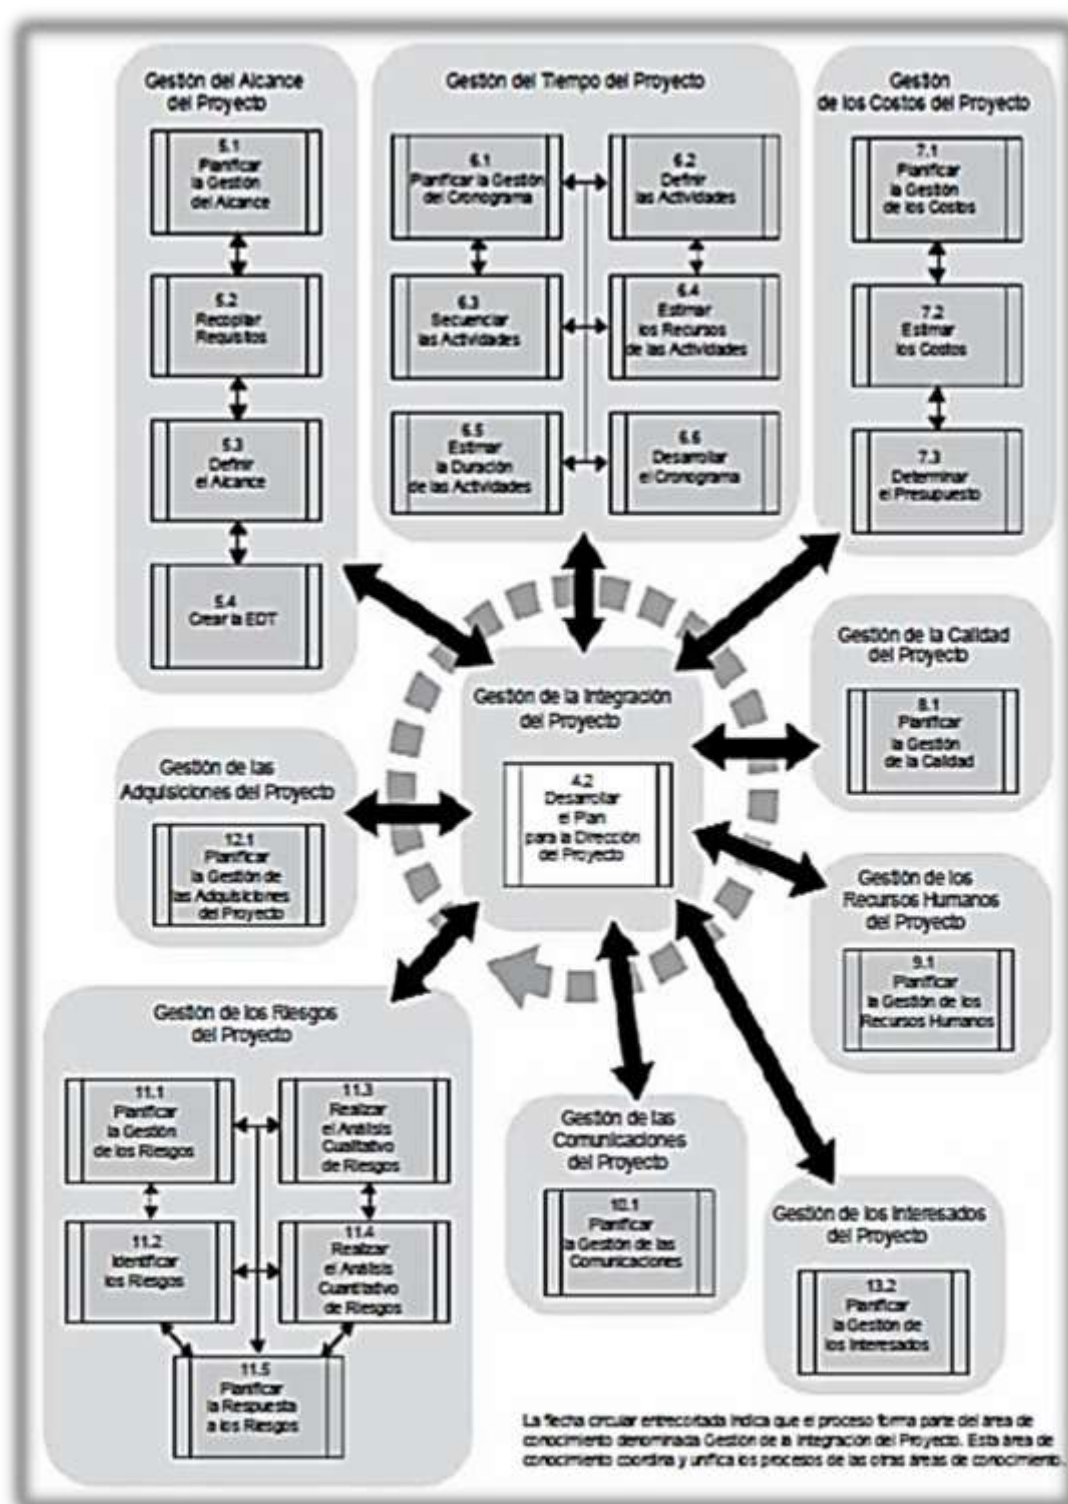 Gestión del Alcance
del Proyecto
5.1
Planificar
la Gestión
del Alcance
5.2
Recopilar
Requisitos
5.3
Definir
el Alcance
5.4
Crear la EDT
Gestión del Tiempo del Proyecto
6.1
Planificar la Gestión
del Cronograma
6.2
Definir
las Actividades
6.3
Secuenciar
las Actividades
6.4
Estimar
los Recursos
de las Actividades
6.5
Estimar
la Duración
de las Actividades
6.6
Desarrollar
el Cronograma
Gestión
de los Costos del Proyecto
7.1
Planificar
la Gestión
de los Costos
7.2
Estimar
los Costos
7.3
Determinar
el Presupuesto
Gestión de la Integración
del Proyecto
4.2
Desarrollar
el Plan
para la Dirección
del Proyecto
Gestión de la Calidad
del Proyecto
8.1
Planificar
la Gestión
de la Calidad
Gestión de las
Adquisiciones del Proyecto
12.1
Planificar
la Gestión de
las Adquisiciones
del Proyecto
Gestión de los
Recursos Humanos
del Proyecto
9.1
Planificar
la Gestión de los
Recursos Humanos
Gestión de los Riesgos
del Proyecto
11.1
Planificar
la Gestión
de los Riesgos
11.3
Realizar
el Análisis
Cualitativo
de Riesgos
11.2
Identificar
los Riesgos
11.4
Realizar
el Análisis
Cuantitativo
de Riesgos
11.5
Planificar
la Respuesta
a los Riesgos
Gestión de las
Comunicaciones
del Proyecto
10.1
Planificar
la Gestión de las
Comunicaciones
Gestión de los Interesados
del Proyecto
13.2
Planificar
la Gestión de
los Interesados
La flecha circular entrecortada indica que el proceso forma parte del área de
conocimiento denominada Gestión de la Integración del Proyecto. Esta área de
conocimiento coordina y unifica los procesos de las otras áreas de conocimiento.